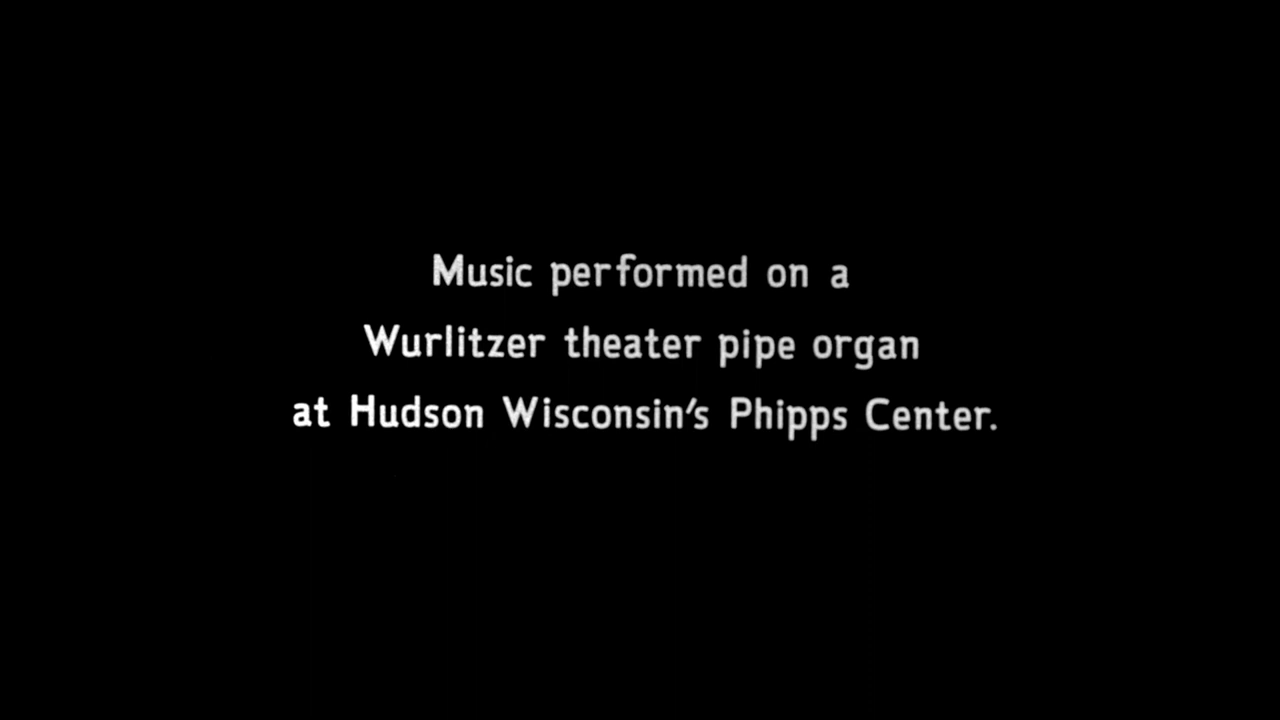 Music performed on a
Wurlitzer theater pipe organ
at Hudson Wisconsin's Phipps Center.